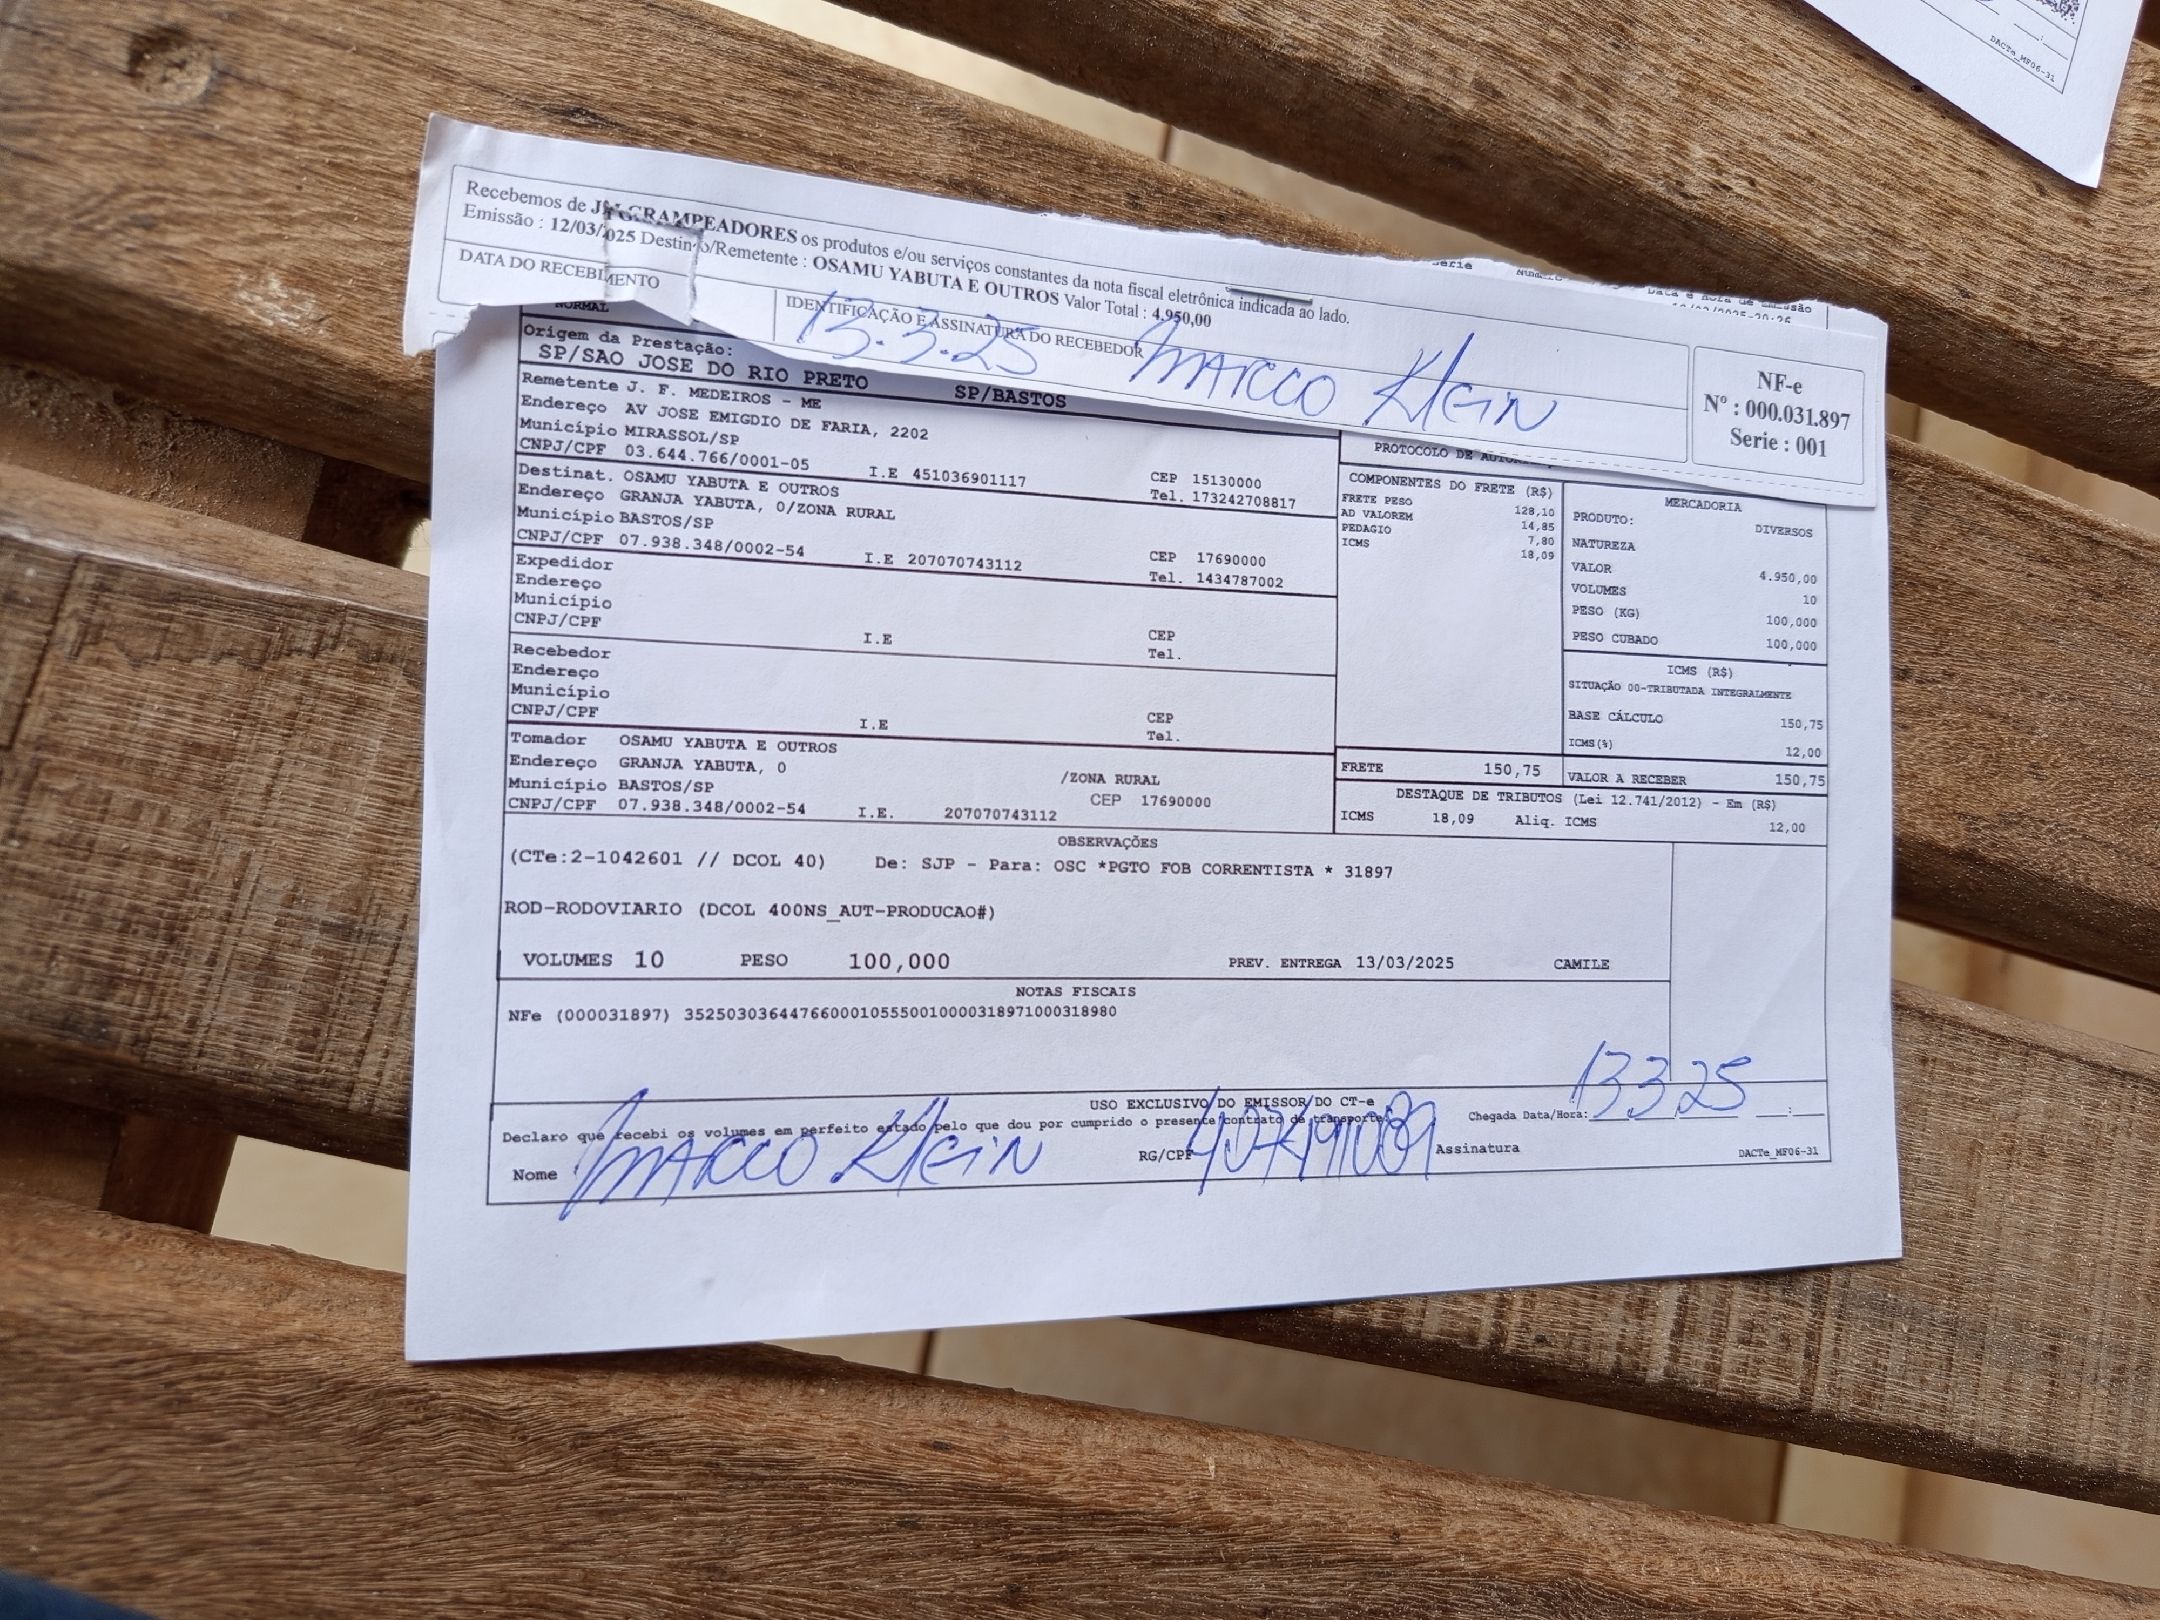 Recebemos de GRAMPEADORES os produtos e/ou serviços constantes da nota fiscal eletrônica indicada ao lado.
Emissão : 12/03/2025 Destino/Remetente : OSAMU YABUTA E OUTROS Valor Total : 4.950,00
DATA DO RECEBIMENTO
IDENTIFICAÇÃO E ASSINATURA DO RECEBEDOR
13.3.25 Marcco Klein
NF-e
Nº : 000.031.897
Serie : 001
Data e Hora de Emissão
NORMAL
Origem da Prestação:
SP/SAO JOSE DO RIO PRETO SP/BASTOS
Remetente J. F. MEDEIROS - ME
Endereço AV JOSE EMIGDIO DE FARIA, 2202
Município MIRASSOL/SP CEP 15130000
CNPJ/CPF 03.644.766/0001-05 I.E 451036901117 Tel. 173242708817
Destinat. OSAMU YABUTA E OUTROS
Endereço GRANJA YABUTA, 0/ZONA RURAL
Município BASTOS/SP CEP 17690000
CNPJ/CPF 07.938.348/0002-54 I.E 207070743112 Tel. 1434787002
Expedidor
Endereço
Município CEP
CNPJ/CPF I.E Tel.
Recebedor
Endereço
Município CEP
CNPJ/CPF I.E Tel.
Tomador OSAMU YABUTA E OUTROS
Endereço GRANJA YABUTA, 0 /ZONA RURAL
Município BASTOS/SP CEP 17690000
CNPJ/CPF 07.938.348/0002-54 I.E. 207070743112
PROTOCOLO DE
COMPONENTES DO FRETE (R$)
FRETE PESO 128,10
AD VALOREM 14,85
PEDAGIO 7,80
ICMS 18,09
MERCADORIA
PRODUTO: DIVERSOS
NATUREZA
VALOR 4.950,00
VOLUMES 10
PESO (KG) 100,000
PESO CUBADO 100,000
ICMS (R$)
SITUAÇÃO 00-TRIBUTADA INTEGRALMENTE
BASE CÁLCULO 150,75
ICMS(%) 12,00
FRETE 150,75 VALOR A RECEBER 150,75
DESTAQUE DE TRIBUTOS (Lei 12.741/2012) - Em (R$)
ICMS 18,09 Aliq. ICMS 12,00
OBSERVAÇÕES
(CTe:2-1042601 // DCOL 40) De: SJP - Para: OSC *PGTO FOB CORRENTISTA * 31897
ROD-RODOVIARIO (DCOL 400NS_AUT-PRODUCAO#)
VOLUMES 10 PESO 100,000 PREV. ENTREGA 13/03/2025 CAMILE
NOTAS FISCAIS
NFe (000031897) 35250303644766000105550010000318971000318980
USO EXCLUSIVO DO EMISSOR DO CT-e
Declaro que recebi os volumes em perfeito estado pelo que dou por cumprido o presente contrato de transporte. Chegada Data/Hora: 13 3 25 __:__
Nome Marcco Klein RG/CPF Assinatura
DACTe_MF06-31
DACTe_MF06-31